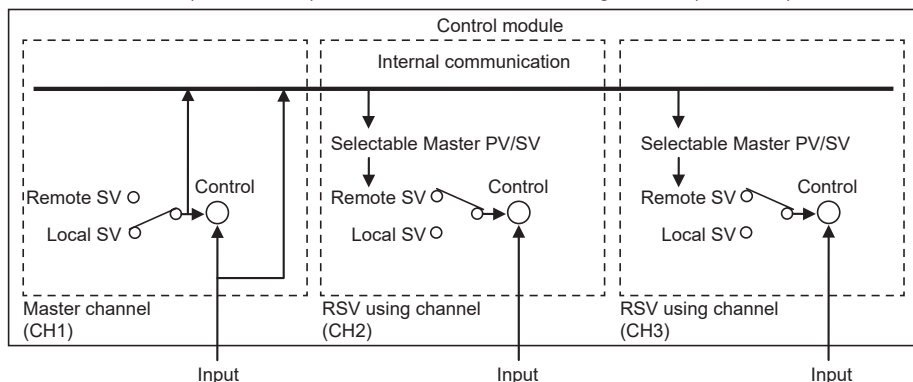 Control module
Internal communication
Selectable Master PV/SV
Selectable Master PV/SV
Remote SV
Control
Remote SV
Control
Remote SV
Control
Local SV
Local SV
Local SV
Master channel
(CH1)
RSV using channel
(CH2)
RSV using channel
(CH3)
Input
Input
Input